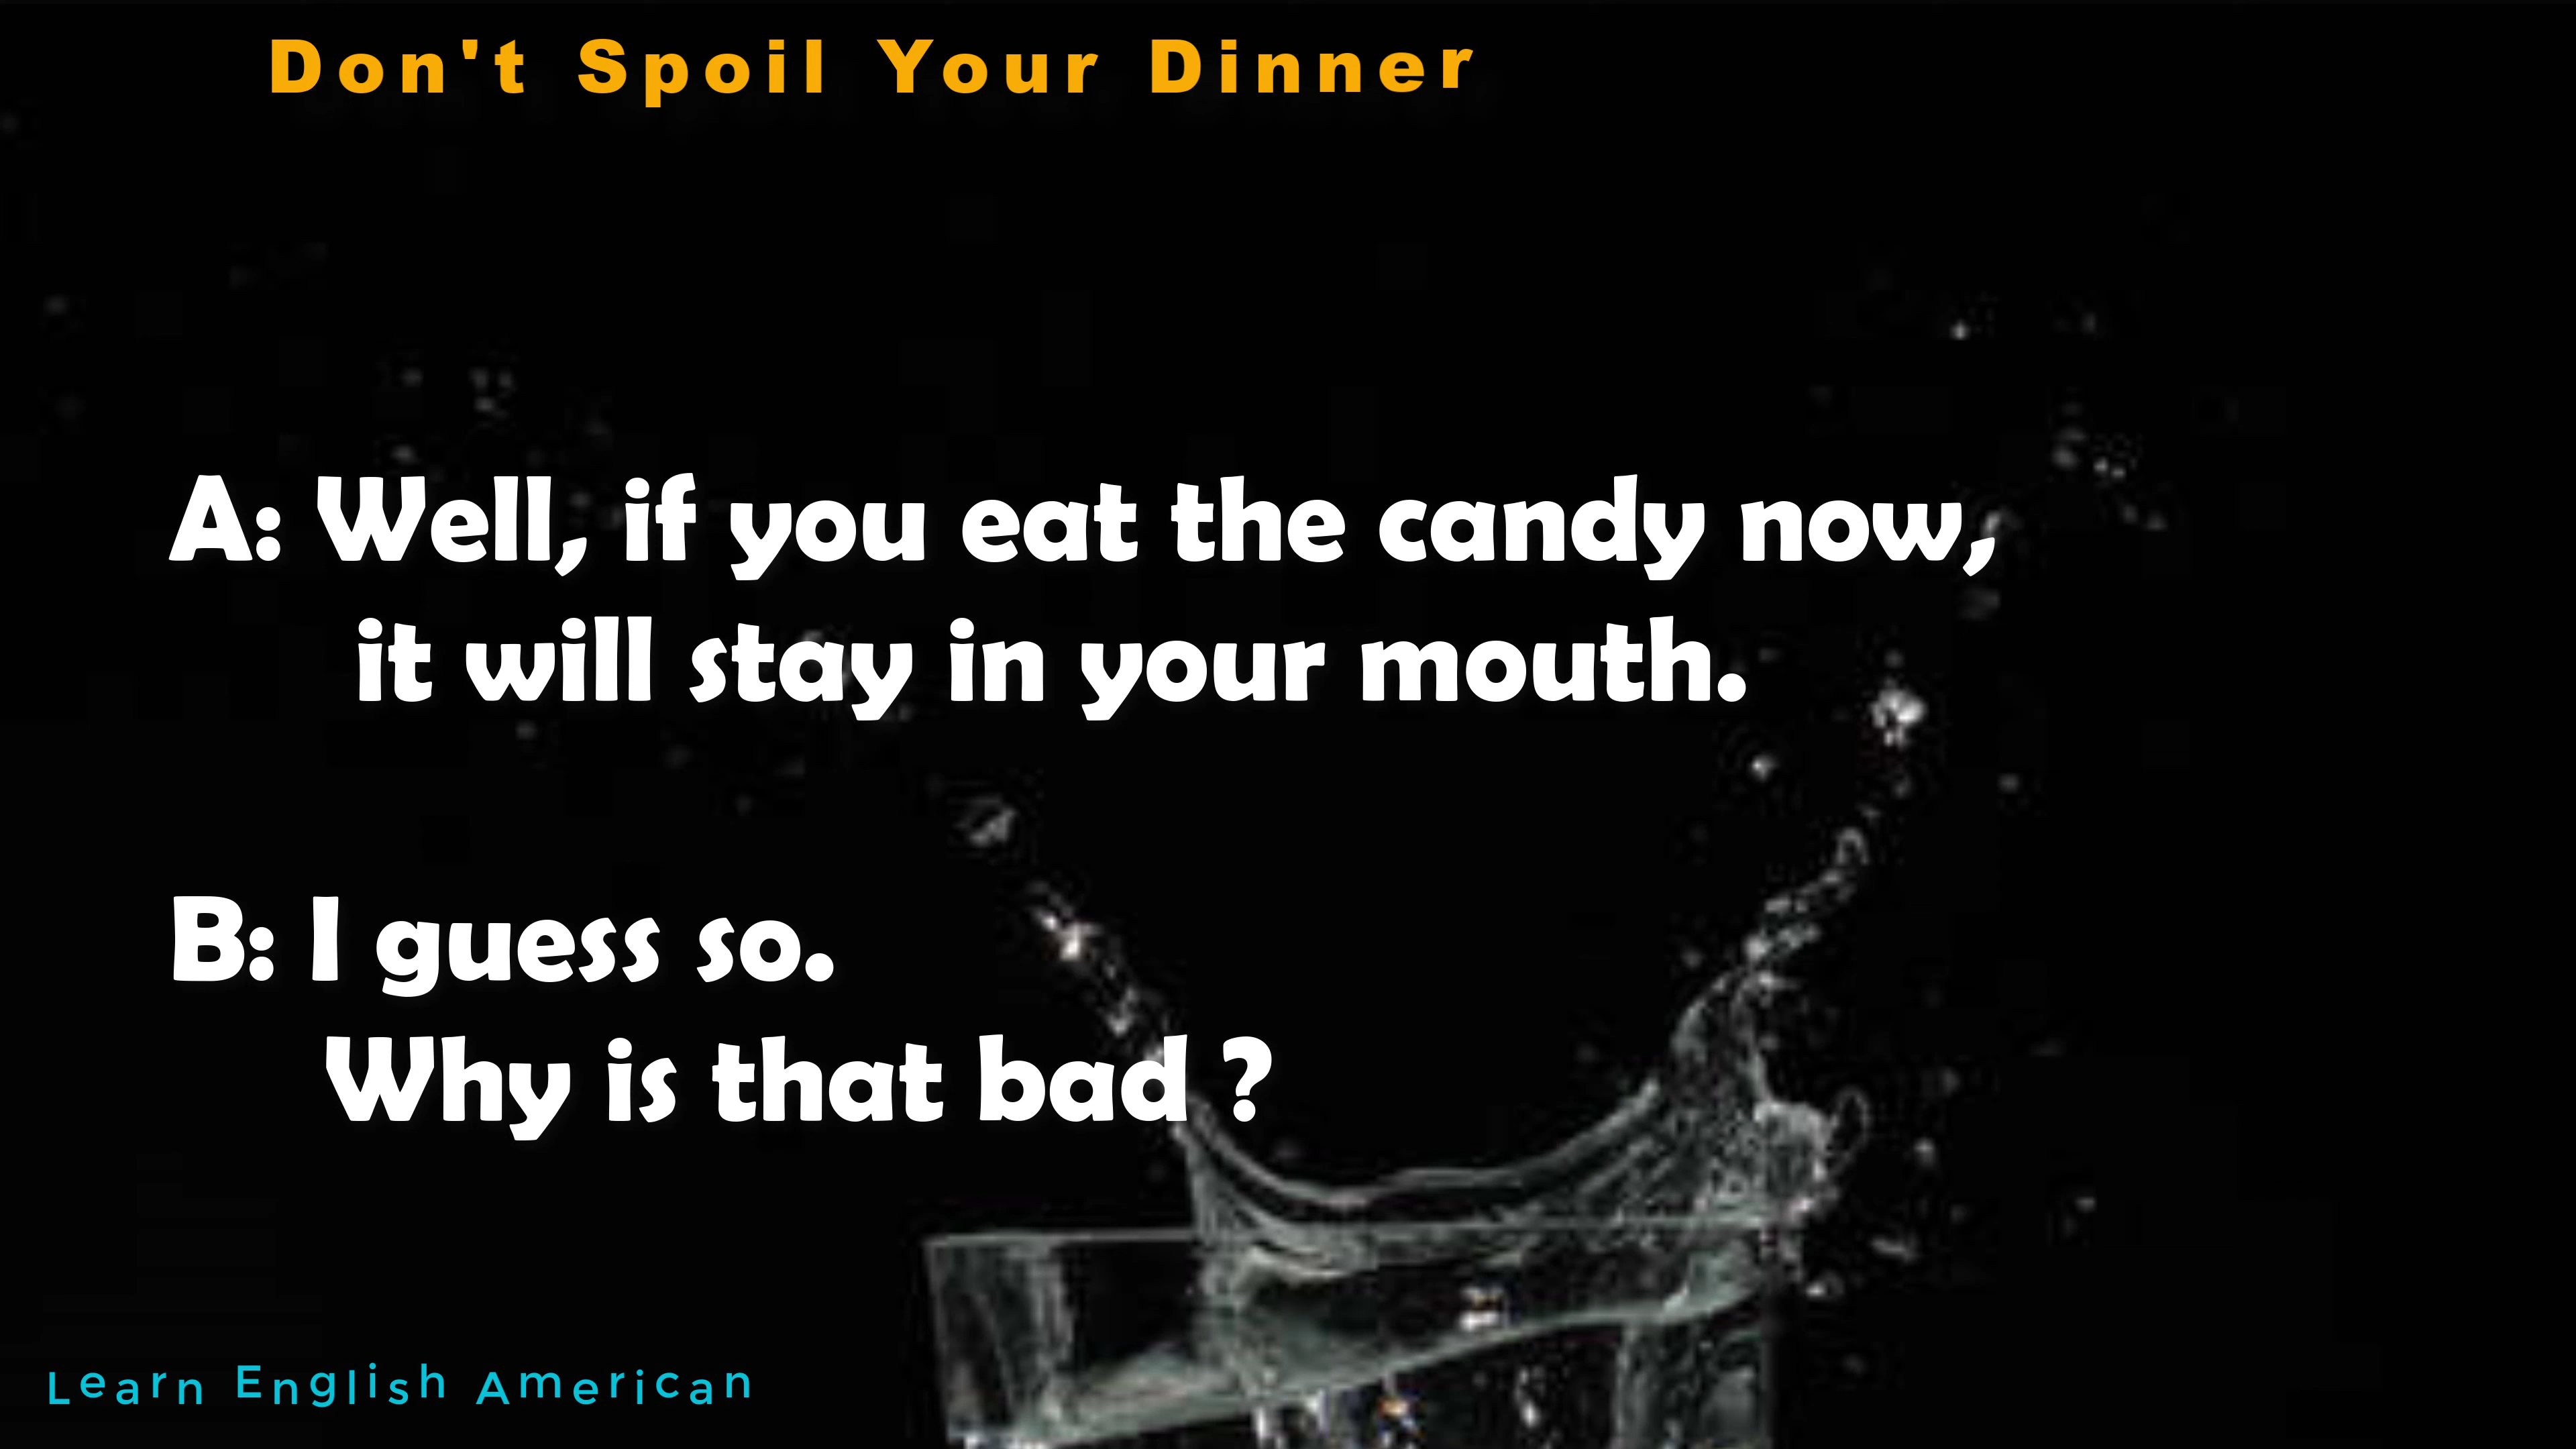 Don't Spoil Your Dinner
A: Well, if you eat the candy now,
it will stay in your mouth.
B: I guess so.
Why is that bad ?
Learn English American